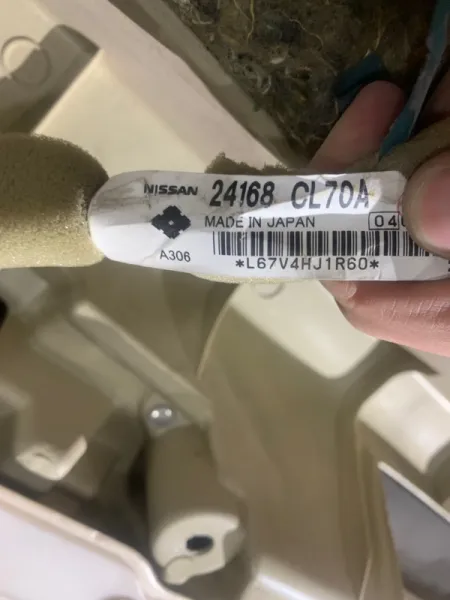 NISSAN 24168 CL70A
MADE IN JAPAN
A306
*L67V4HJ1R60*